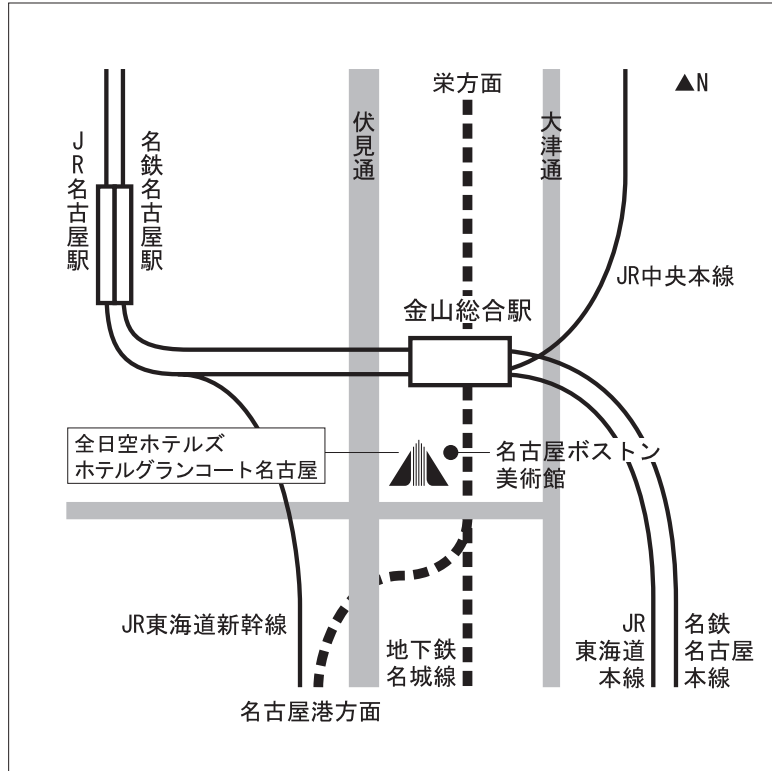 栄方面
▲N
JR名古屋駅
名鉄名古屋駅
伏見通
大津通
JR中央本線
金山総合駅
全日空ホテルズ
ホテルグランコート名古屋
名古屋ボストン
美術館
JR東海道新幹線
地下鉄
名城線
JR
東海道
本線
名鉄
名古屋
本線
名古屋港方面